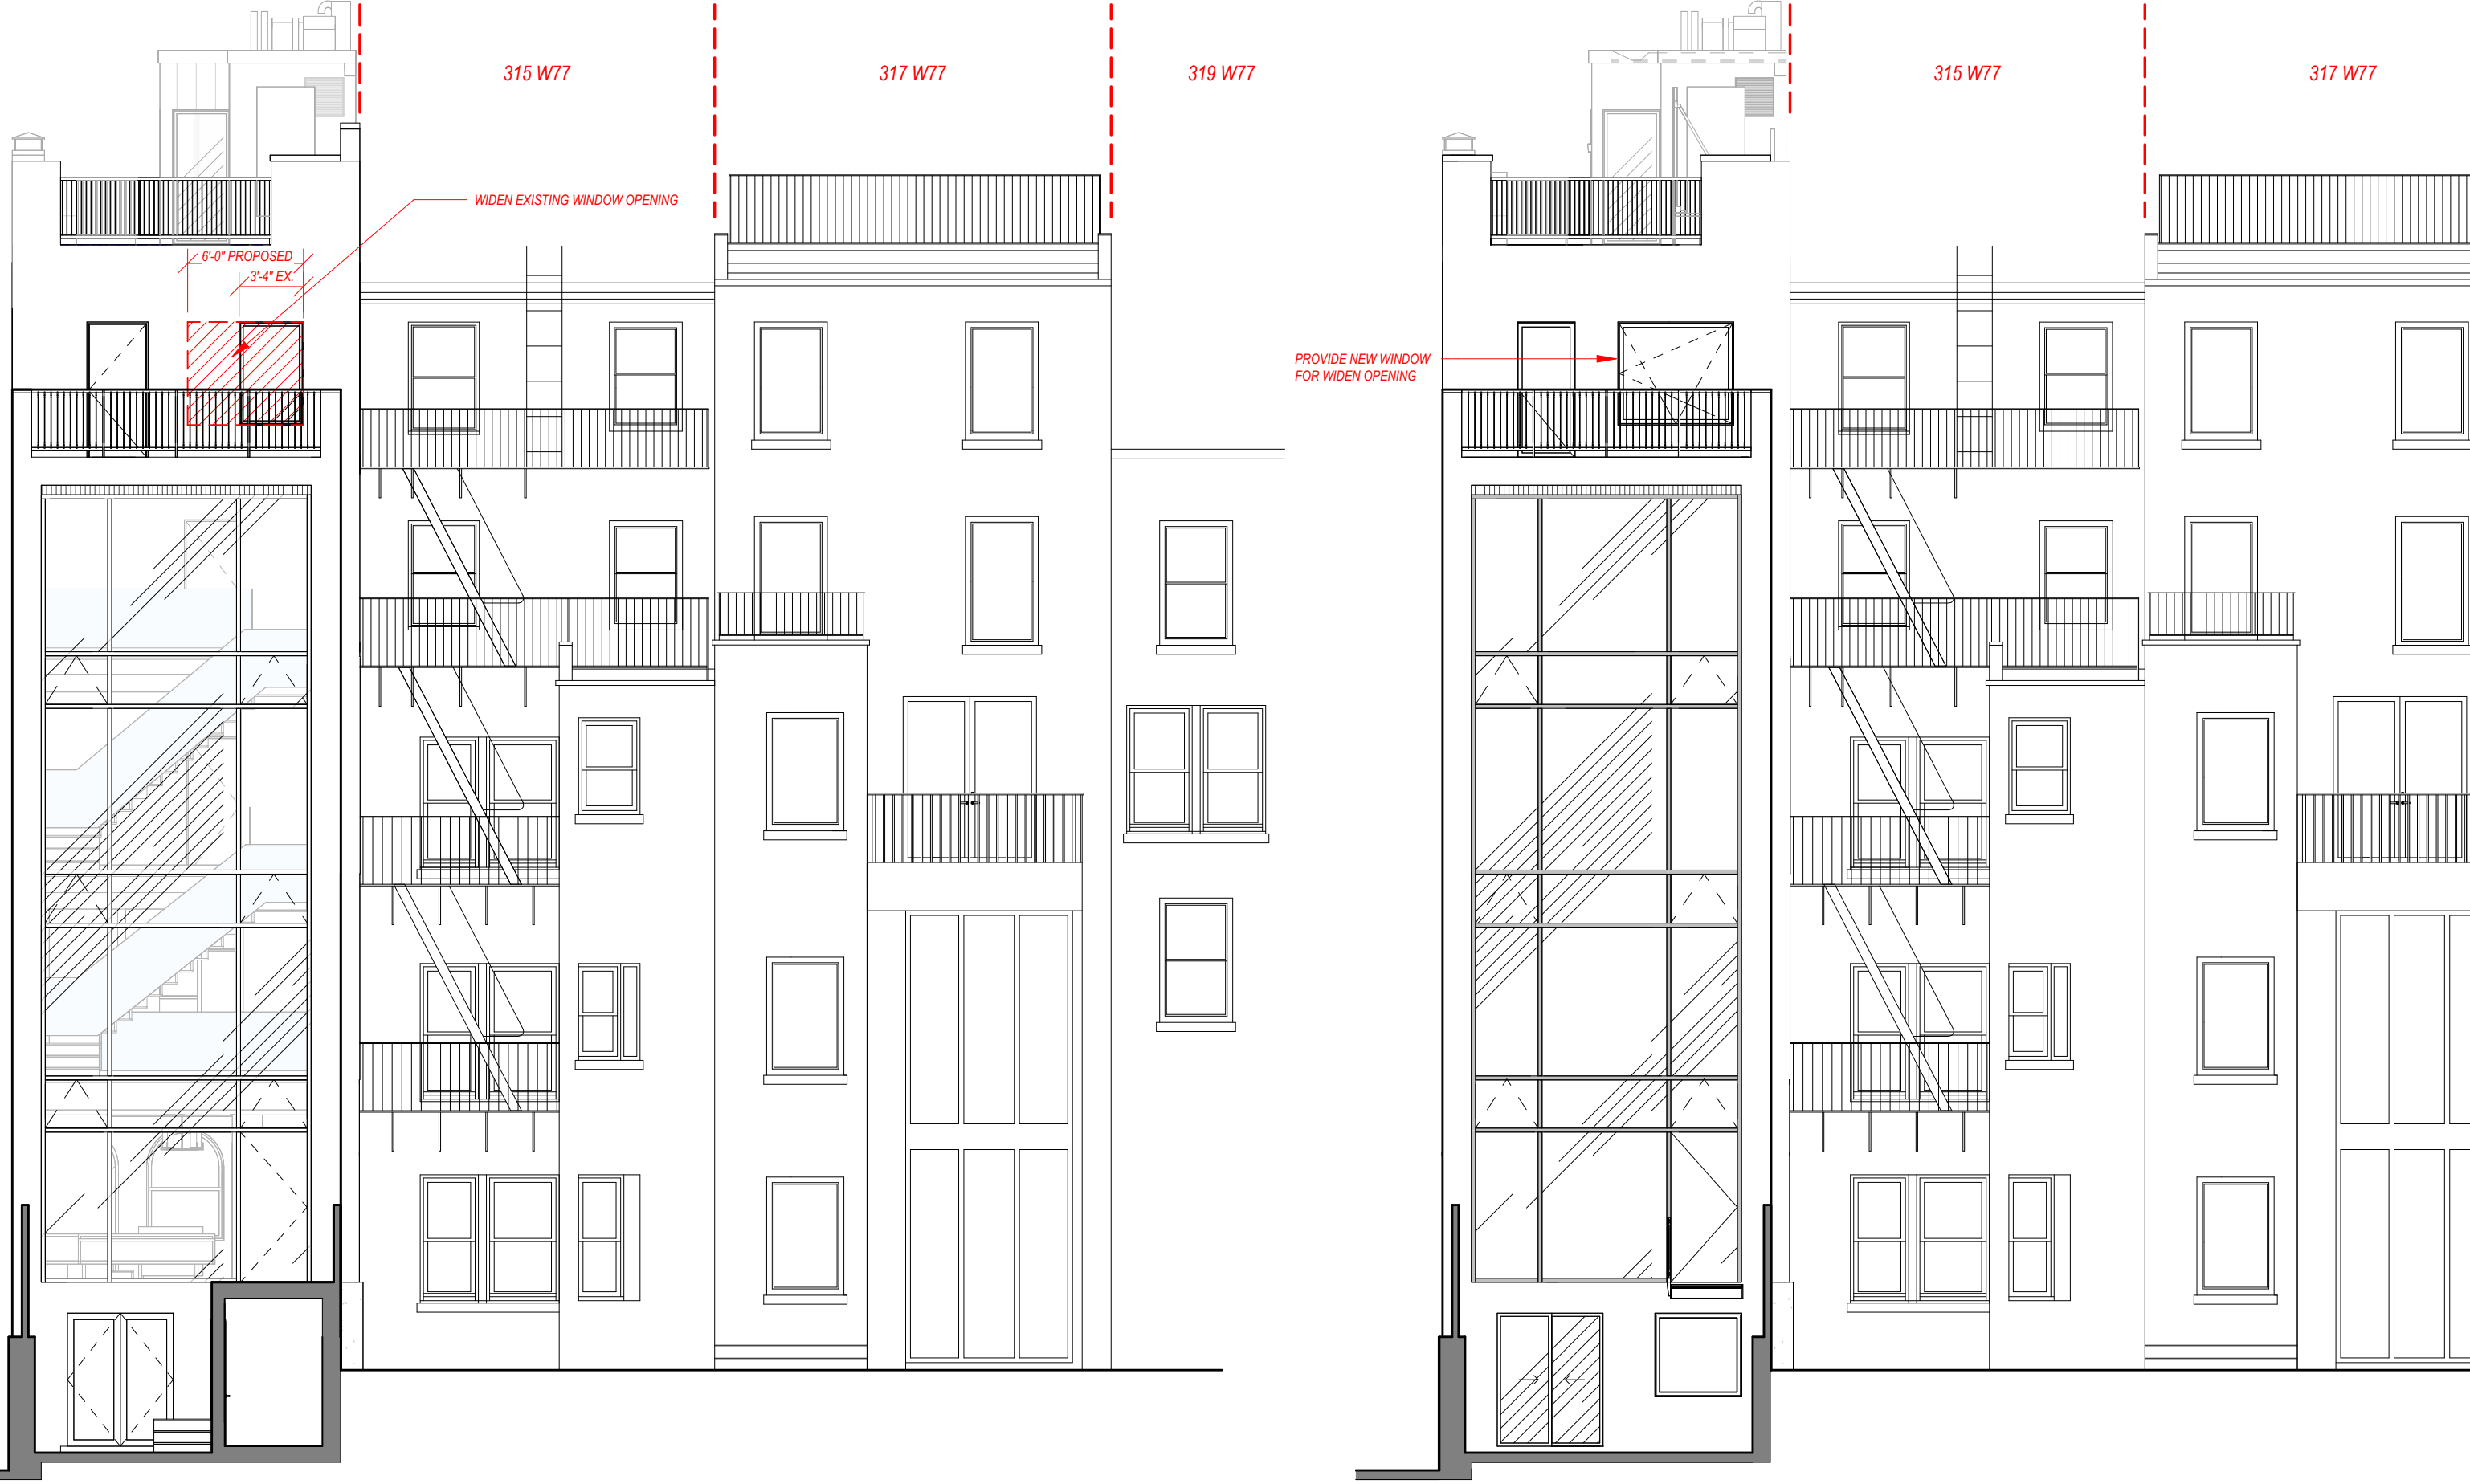 315 W77
317 W77
319 W77
WIDEN EXISTING WINDOW OPENING
6'-0" PROPOSED
3'-4" EX.
315 W77
317 W77
PROVIDE NEW WINDOW
FOR WIDEN OPENING